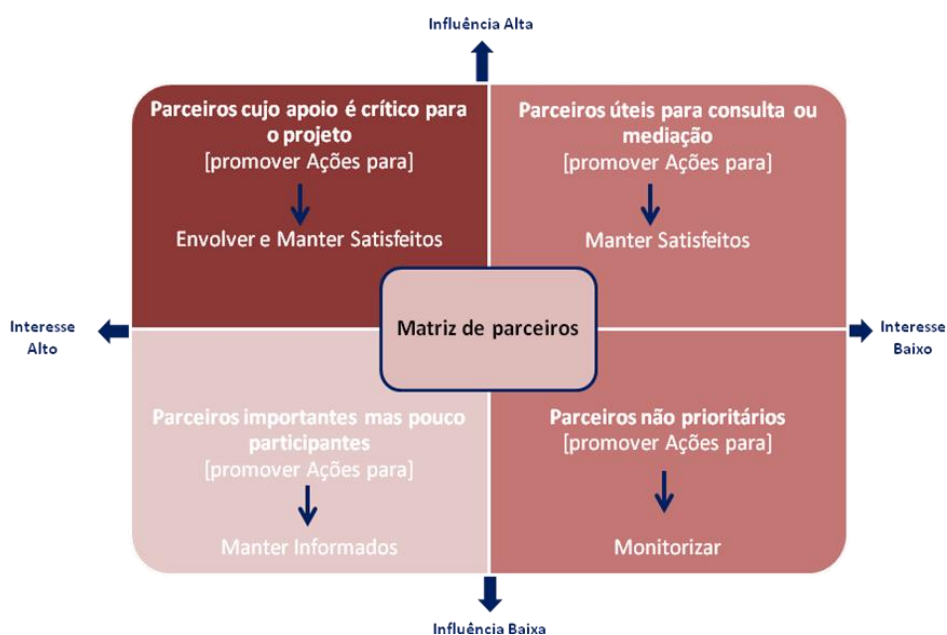 Influência Alta
Parceiros cujo apoio é crítico para
o projeto
[promover Ações para]
Envolver e Manter Satisfeitos
Parceiros úteis para consulta ou
mediação
[promover Ações para]
Manter Satisfeitos
Interesse
Alto
Matriz de parceiros
Interesse
Baixo
Parceiros importantes mas pouco
participantes
[promover Ações para]
Manter Informados
Parceiros não prioritários
[promover Ações para]
Monitorizar
Influência Baixa